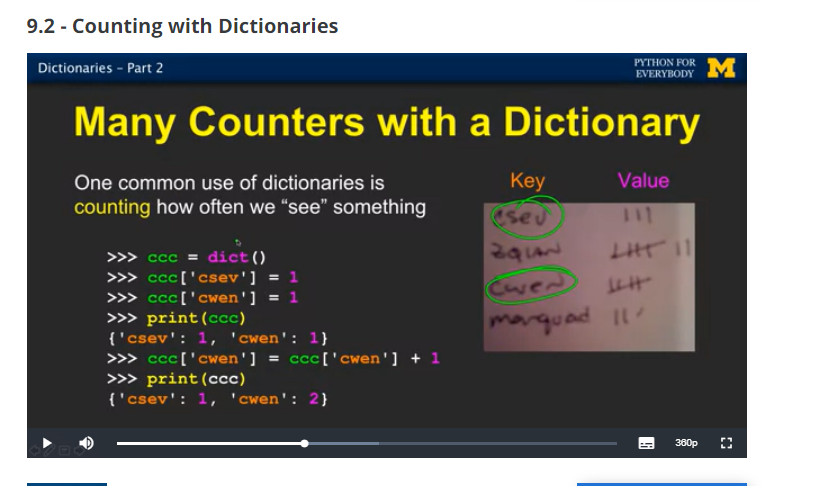 9.2 - Counting with Dictionaries
Dictionaries – Part 2
PYTHON FOR
EVERYBODY
M
Many Counters with a Dictionary
One common use of dictionaries is
counting how often we “see” something
>>> ccc = dict()
>>> ccc['csev'] = 1
>>> ccc['cwen'] = 1
>>> print(ccc)
{'csev': 1, 'cwen': 1}
>>> ccc['cwen'] = ccc['cwen'] + 1
>>> print(ccc)
{'csev': 1, 'cwen': 2}
Key Value
csev
zqian
cwen
marquard
360p